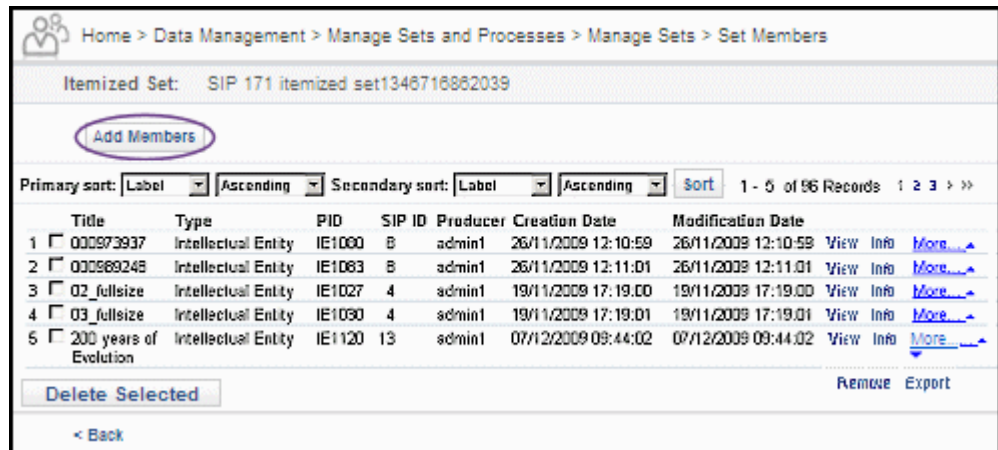 Home > Data Management > Manage Sets and Processes > Manage Sets > Set Members
Itemized Set: SIP 171 itemized set1346716862039
Add Members
Primary sort: Label Ascending Secondary sort: Label Ascending Sort 1 - 5 of 96 Records 1 2 3 > >>
Title Type PID SIP ID Producer Creation Date Modification Date
1 000973937 Intellectual Entity IE1080 8 admin1 26/11/2009 12:10:59 26/11/2009 12:10:59 View Info More...
2 000989248 Intellectual Entity IE1083 8 admin1 26/11/2009 12:11:01 26/11/2009 12:11:01 View Info More...
3 02_fullsize Intellectual Entity IE1027 4 admin1 19/11/2009 17:19:00 19/11/2009 17:19:00 View Info More...
4 03_fullsize Intellectual Entity IE1030 4 admin1 19/11/2009 17:19:01 19/11/2009 17:19:01 View Info More...
5 200 years of Intellectual Entity IE1120 13 admin1 07/12/2009 09:44:02 07/12/2009 09:44:02 View Info More...
Evolution
Remove Export
Delete Selected
< Back